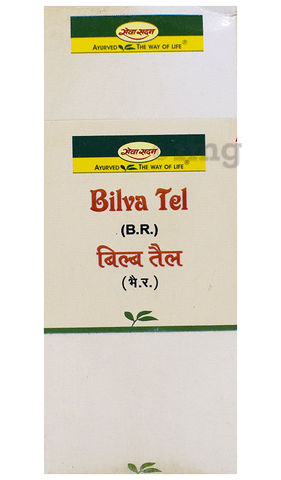 सेवा सदन
AYURVED THE WAY OF LIFE®
सेवा सदन
AYURVED THE WAY OF LIFE®
Bilva Tel
(B.R.)
बिल्ब तैल
(भै.र.)